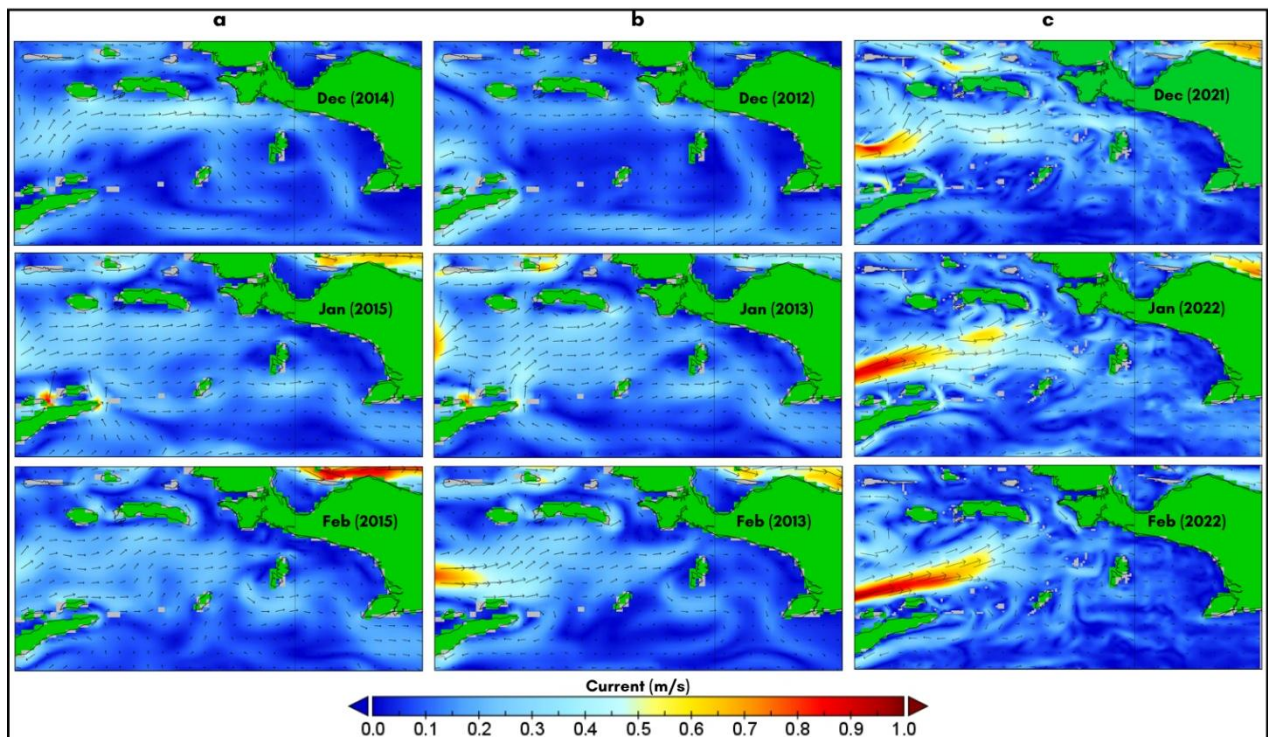 a b c
Dec (2014) Dec (2012) Dec (2021)
Jan (2015) Jan (2013) Jan (2022)
Feb (2015) Feb (2013) Feb (2022)
Current (m/s)
0.0 0.1 0.2 0.3 0.4 0.5 0.6 0.7 0.8 0.9 1.0